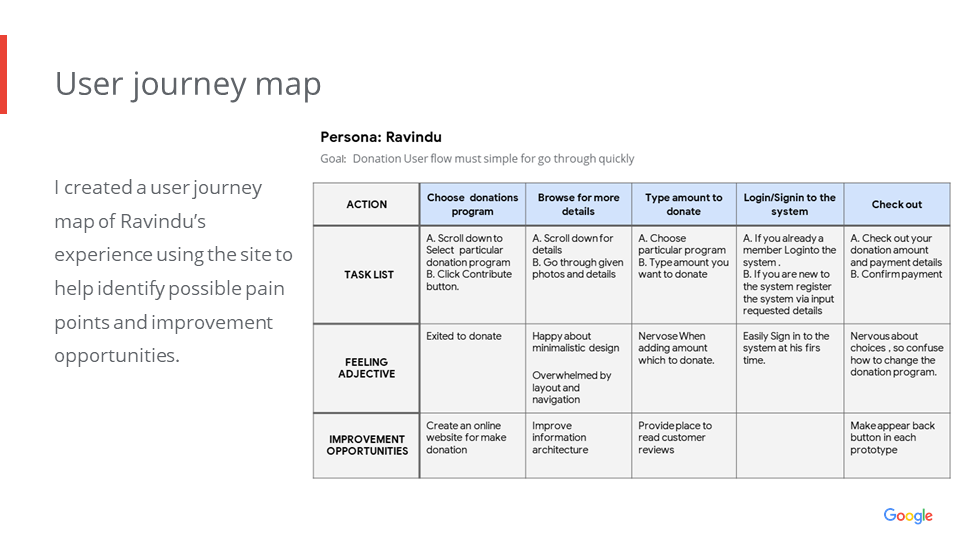 User journey map
I created a user journey
map of Ravindu's
experience using the site to
help identify possible pain
points and improvement
opportunities.
Persona: Ravindu
Goal: Donation User flow must simple for go through quickly
ACTION
Choose donations
program
Browse for more
details
Type amount to
donate
Login/Signin to the
system
Check out
TASK LIST
A. Scroll down to
Select particular
donation program
B. Click Contribute
button.
A. Scroll down for
details
B. Go through given
photos and details
A. Choose
particular program
B. Type amount you
want to donate
A. If you already a
member Loginto the
system .
B. If you are new to
the system register
the system via input
requested details
A. Check out your
donation amount
and payment details
B. Confirm payment
FEELING
ADJECTIVE
Exited to donate
Happy about
minimalistic design
Overwhelmed by
layout and
navigation
Nervose When
adding amount
which to donate.
Easily Sign in to the
system at his firs
time.
Nervous about
choices , so confuse
how to change the
donation program.
IMPROVEMENT
OPPORTUNITIES
Create an online
website for make
donation
Improve
information
architecture
Provide place to
read customer
reviews
Make appear back
button in each
prototype
Google